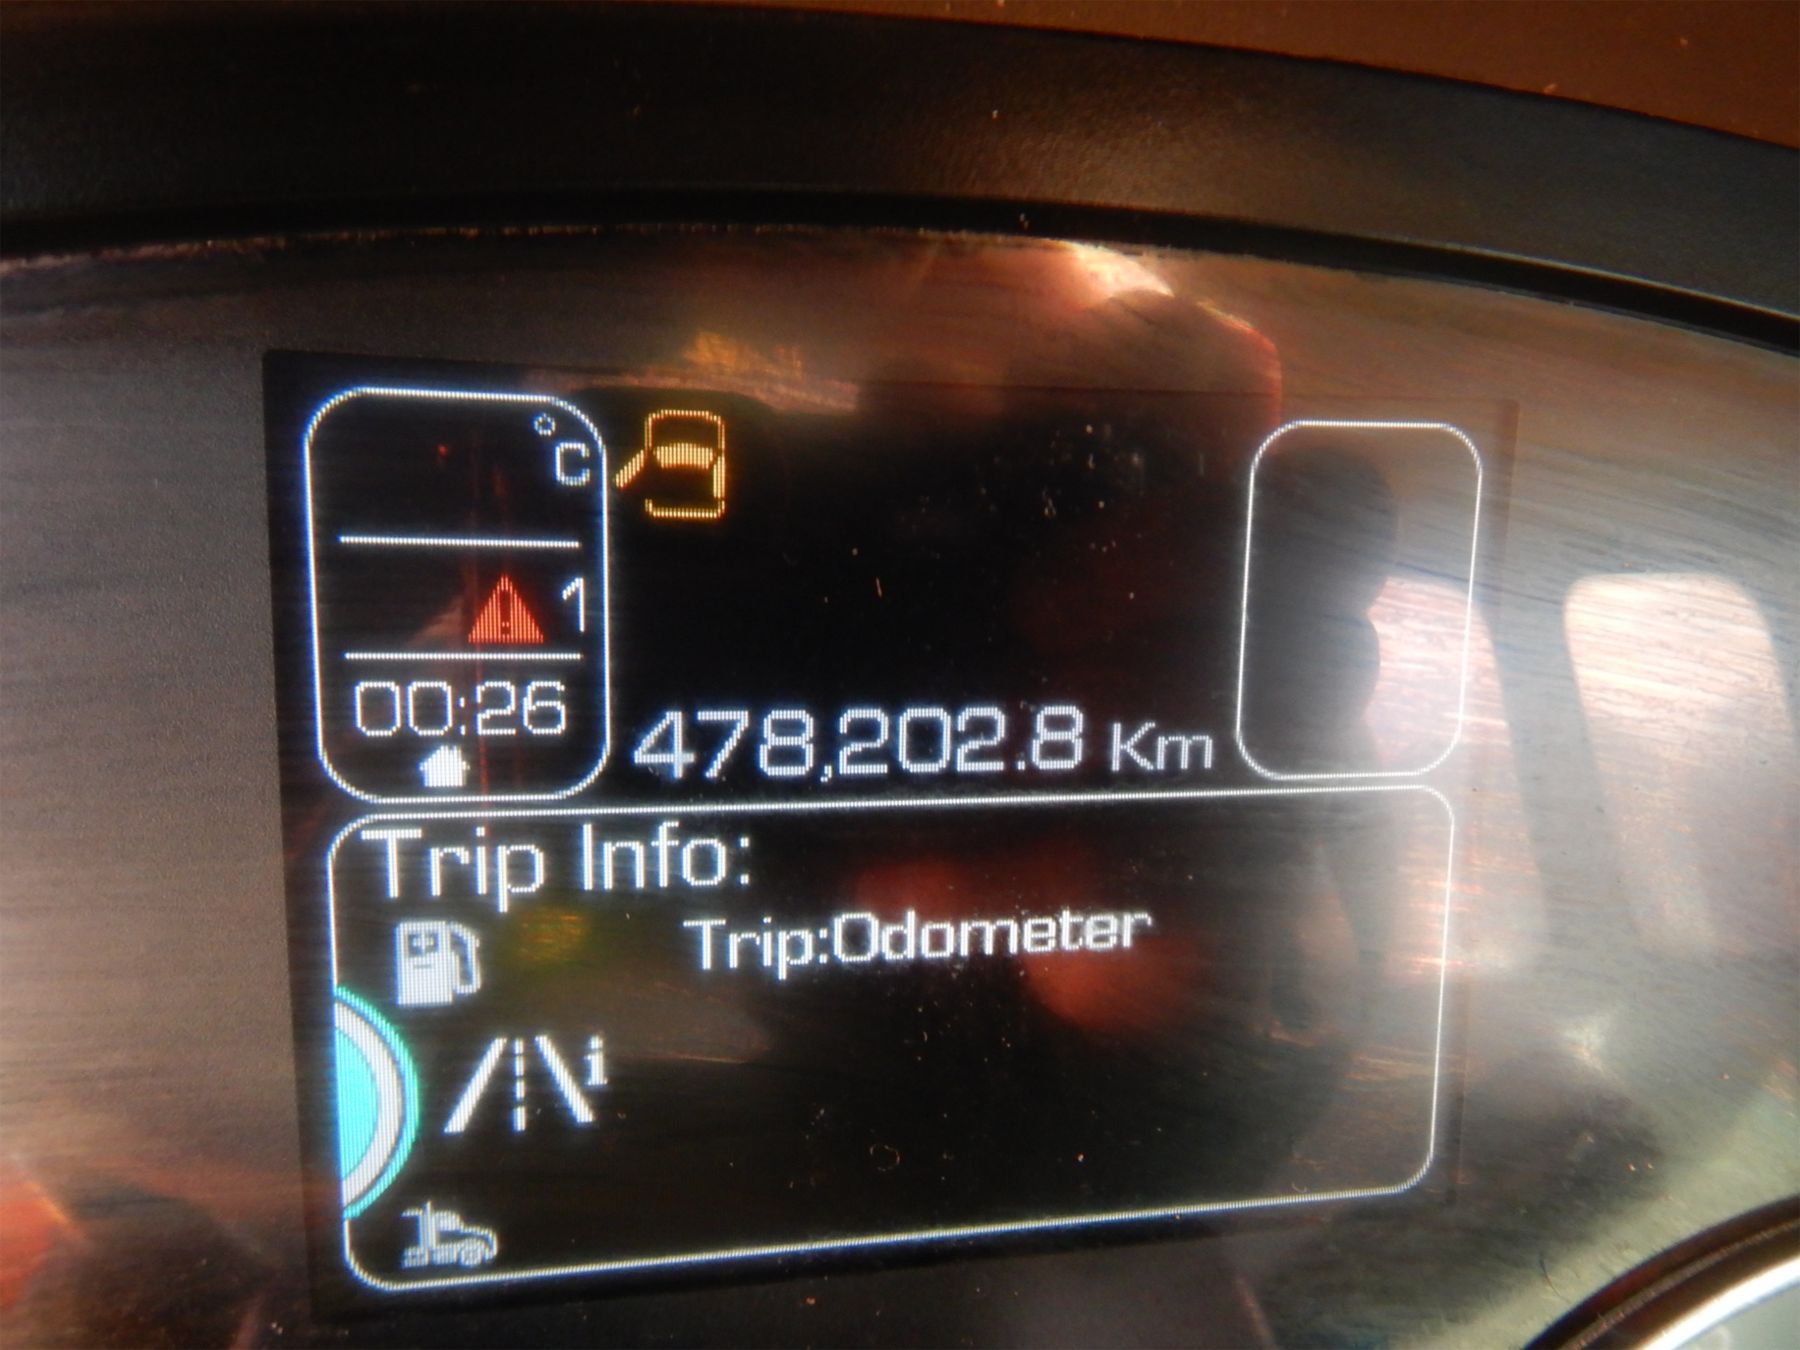 °C
1
00:26
478,202.8 Km
Trip Info:
Trip:Odometer
i